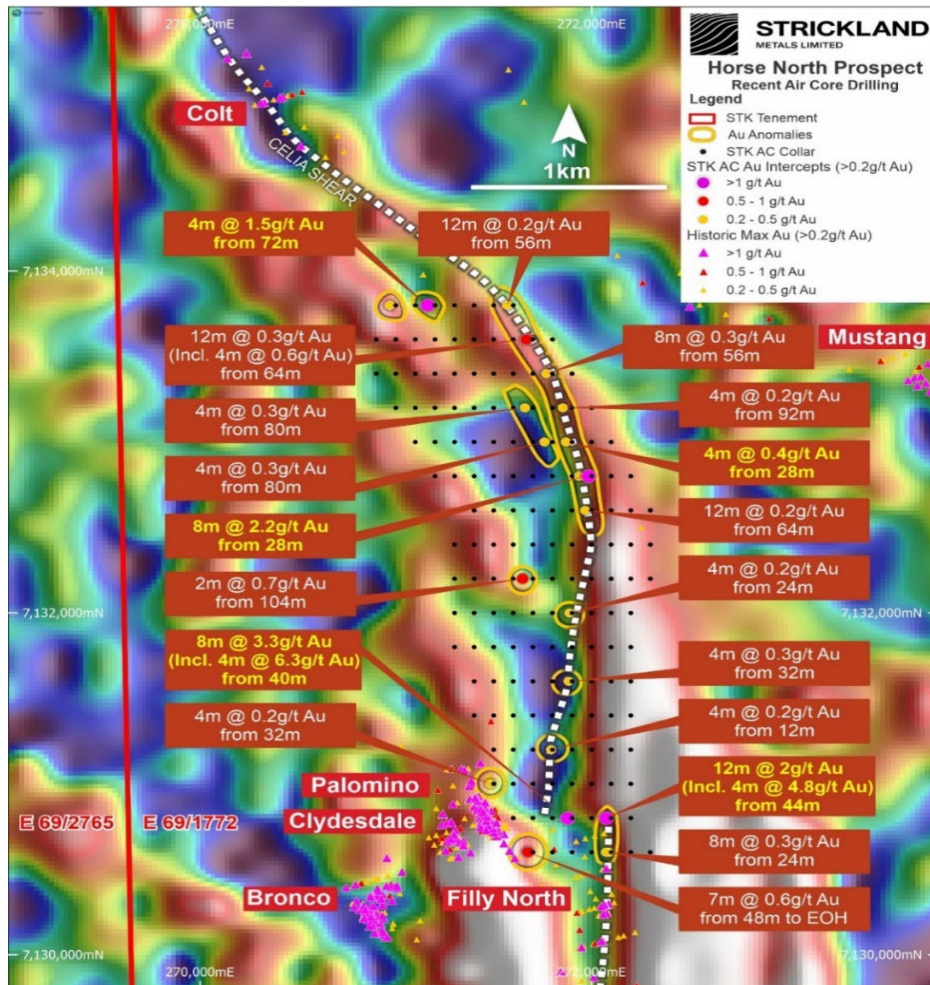 270,000mE
272,000mE
STRICKLAND
METALS LIMITED
Horse North Prospect
Recent Air Core Drilling
Legend
STK Tenement
Au Anomalies
STK AC Collar
STK AC Au Intercepts (>0.2g/t Au)
>1 g/t Au
0.5 - 1 g/t Au
0.2 - 0.5 g/t Au
Historic Max Au (>0.2g/t Au)
>1 g/t Au
0.5 - 1 g/t Au
0.2 - 0.5 g/t Au
Colt
CELIA SHEAR
N
1km
4m @ 1.5g/t Au
from 72m
12m @ 0.2g/t Au
from 56m
7,134,000mN
7,134,000mN
12m @ 0.3g/t Au
(Incl. 4m @ 0.6g/t Au)
from 64m
8m @ 0.3g/t Au
from 56m
Mustang
4m @ 0.3g/t Au
from 80m
4m @ 0.2g/t Au
from 92m
4m @ 0.3g/t Au
from 80m
4m @ 0.4g/t Au
from 28m
8m @ 2.2g/t Au
from 28m
12m @ 0.2g/t Au
from 64m
2m @ 0.7g/t Au
from 104m
4m @ 0.2g/t Au
from 24m
7,132,000mN
7,132,000mN
8m @ 3.3g/t Au
(Incl. 4m @ 6.3g/t Au)
from 40m
4m @ 0.3g/t Au
from 32m
4m @ 0.2g/t Au
from 32m
4m @ 0.2g/t Au
from 12m
Palomino
12m @ 2g/t Au
(Incl. 4m @ 4.8g/t Au)
from 44m
E 69/2765
E 69/1772
Clydesdale
8m @ 0.3g/t Au
from 24m
Bronco
Filly North
7m @ 0.6g/t Au
from 48m to EOH
7,130,000mN
7,130,000mN
270,000mE
272,000mE